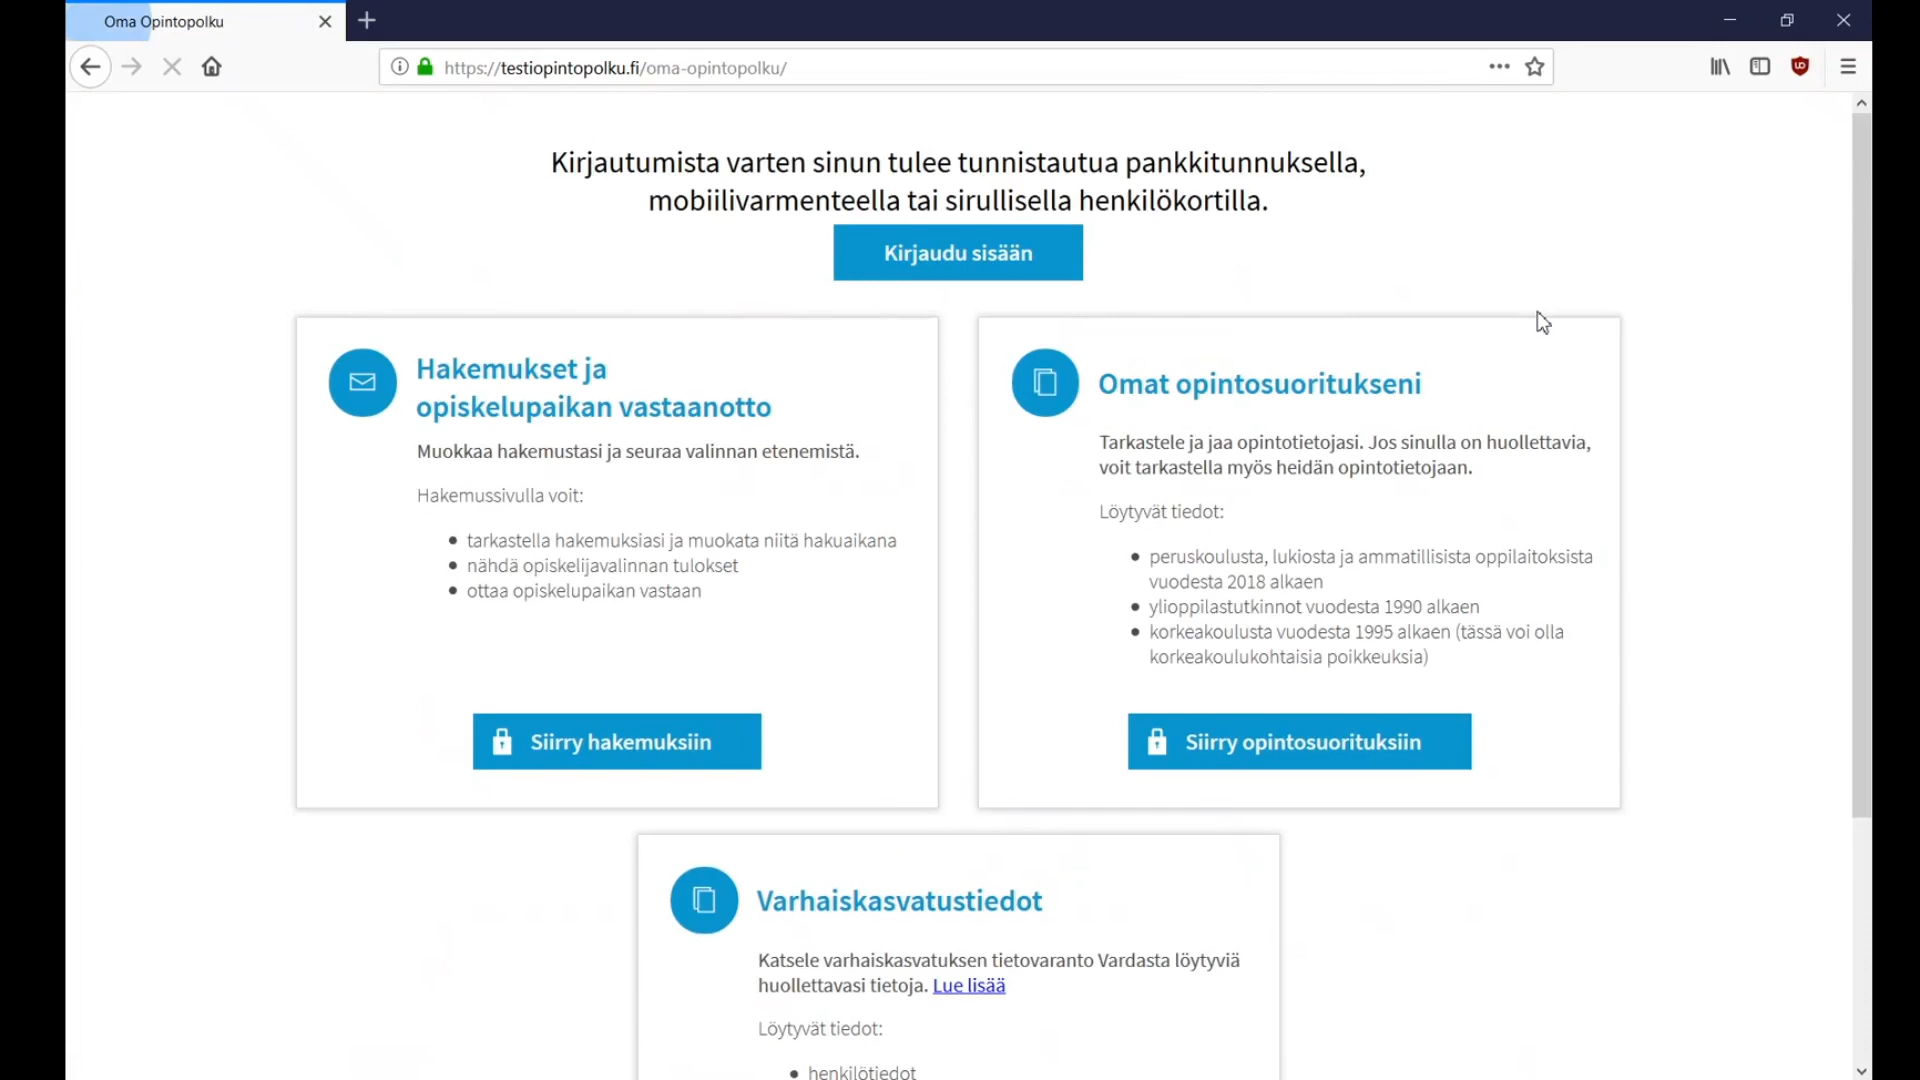 Oma Opintopolku
https://testiopintopolku.fi/oma-opintopolku/
Kirjautumista varten sinun tulee tunnistautua pankkitunnuksella,
mobiilivarmenteella tai sirullisella henkilökortilla.
Kirjaudu sisään
Hakemukset ja
opiskelupaikan vastaanotto
Muokkaa hakemustasi ja seuraa valinnan etenemistä.
Hakemussivulla voit:
• tarkastella hakemuksiasi ja muokata niitä hakuaikana
• nähdä opiskelijavalinnan tulokset
• ottaa opiskelupaikan vastaan
Siirry hakemuksiin
Omat opintosuoritukseni
Tarkastele ja jaa opintotietojasi. Jos sinulla on huollettavia,
voit tarkastella myös heidän opintotietojaan.
Löytyvät tiedot:
• peruskoulusta, lukiosta ja ammatillisista oppilaitoksista
vuodesta 2018 alkaen
• ylioppilastutkinnot vuodesta 1990 alkaen
• korkeakoulusta vuodesta 1995 alkaen (tässä voi olla
korkeakoulukohtaisia poikkeuksia)
Siirry opintosuorituksiin
Varhaiskasvatustiedot
Katsele varhaiskasvatuksen tietovaranto Vardasta löytyviä
huollettavasi tietoja. Lue lisää
Löytyvät tiedot:
• henkilötiedot